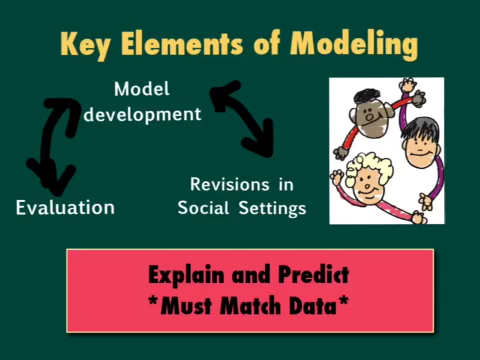 Key Elements of Modeling
Model
development
Evaluation
Revisions in
Social Settings
Explain and Predict
*Must Match Data*